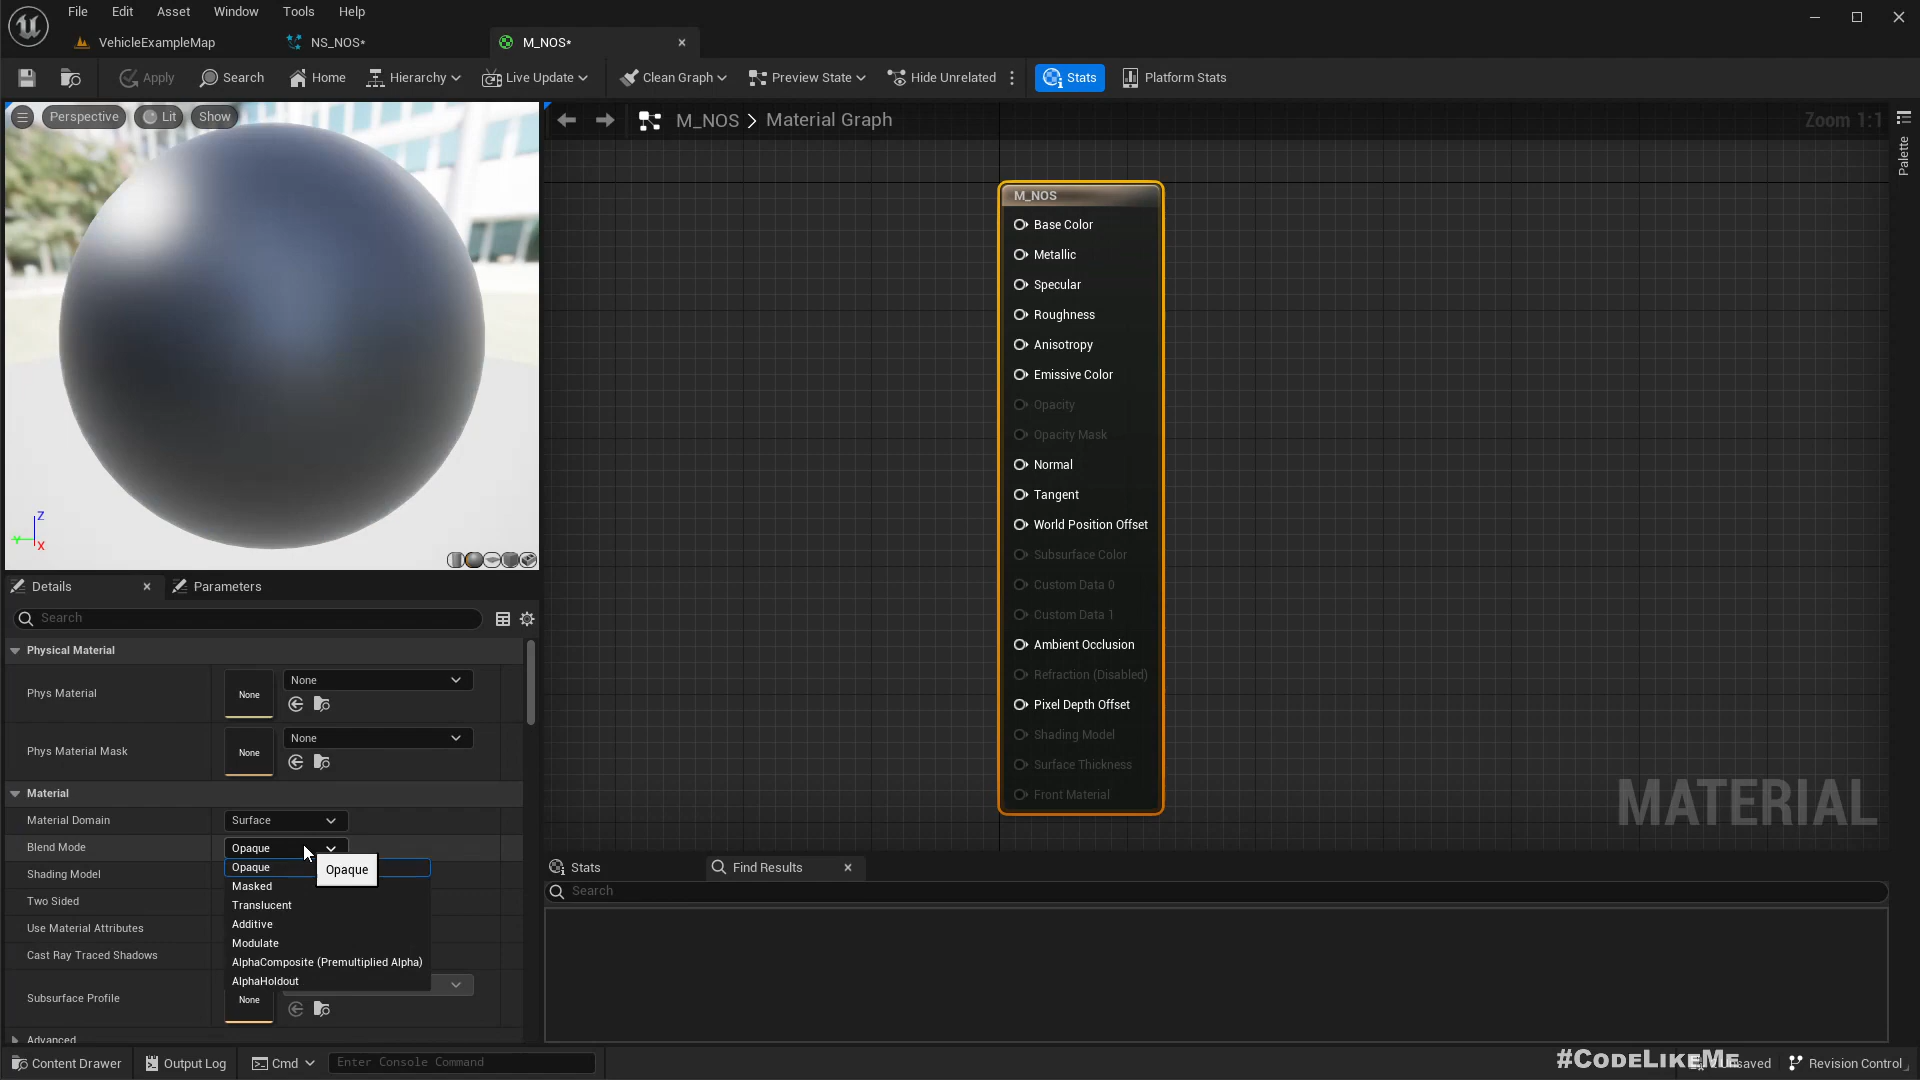 File Edit Asset Window Tools Help
VehicleExampleMap NS_NOS* M_NOS*
Apply Search Home Hierarchy Live Update Clean Graph Preview State Hide Unrelated Stats Platform Stats
Perspective Lit Show
M_NOS > Material Graph
Zoom 1:1
Palette
M_NOS
Base Color
Metallic
Specular
Roughness
Anisotropy
Emissive Color
Opacity
Opacity Mask
Normal
Tangent
World Position Offset
Subsurface Color
Custom Data 0
Custom Data 1
Ambient Occlusion
Refraction (Disabled)
Pixel Depth Offset
Shading Model
Surface Thickness
Front Material
MATERIAL
Z
Y
X
Details Parameters
Search
Physical Material
Phys Material None None
Phys Material Mask None None
Material
Material Domain Surface
Blend Mode Opaque
Shading Model
Two Sided
Use Material Attributes
Cast Ray Traced Shadows
Subsurface Profile None
Advanced
Opaque
Opaque
Masked
Translucent
Additive
Modulate
AlphaComposite (Premultiplied Alpha)
AlphaHoldout
Stats Find Results
Search
Content Drawer Output Log Cmd Enter Console Command
#CodeLikeMe
Revision Control